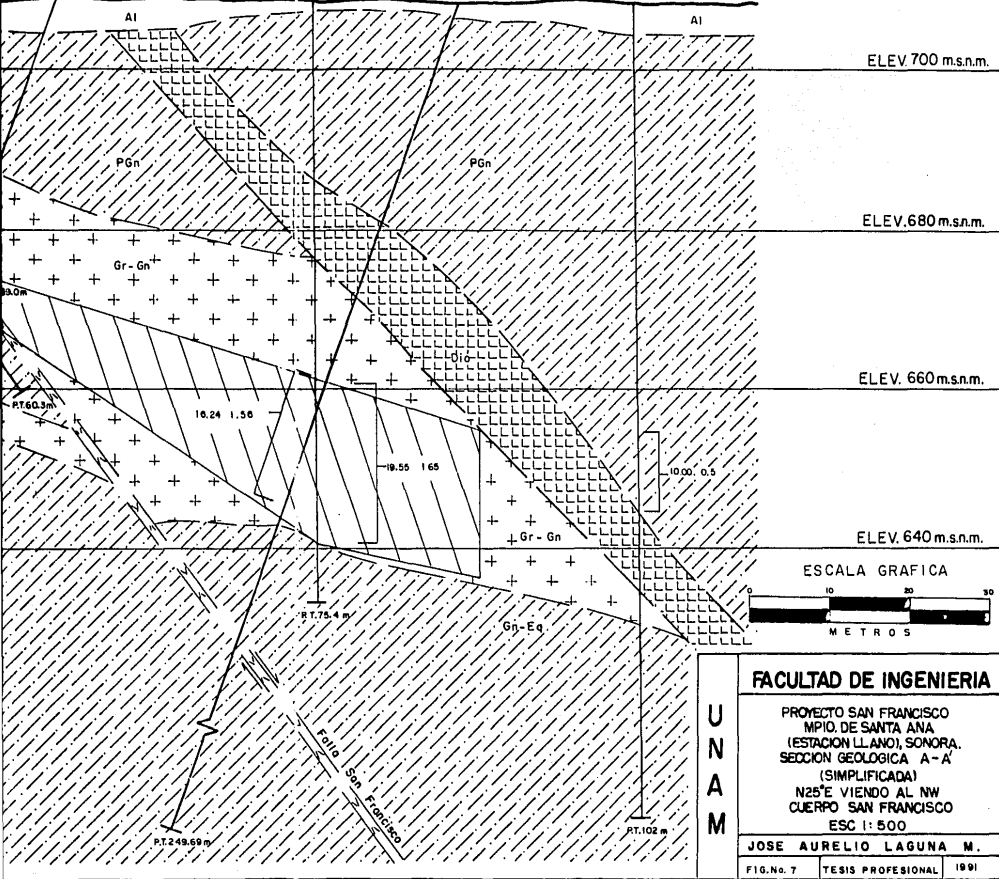 Al
Al
ELEV. 700 m.s.n.m.
PGn
PGn
ELEV. 680 m.s.n.m.
Gr-Gn
Dio
ELEV. 660 m.s.n.m.
P.T.60.3m
16.24 1.56
19.55 1.65
10.00. 0.5
Gr-Gn
ELEV. 640 m.s.n.m.
ESCALA GRAFICA
0 10 20 30
METROS
P.T.75.4 m
Gn-Eq
Falla San Francisco
P.T.249.69 m
P.T.102 m
UNAM
FACULTAD DE INGENIERIA
PROYECTO SAN FRANCISCO
MPIO. DE SANTA ANA
(ESTACION LLANO), SONORA.
SECCION GEOLOGICA A-A'
(SIMPLIFICADA)
N25°E VIENDO AL NW
CUERPO SAN FRANCISCO
ESC 1:500
JOSE AURELIO LAGUNA M.
FIG.No. 7 TESIS PROFESIONAL 1991